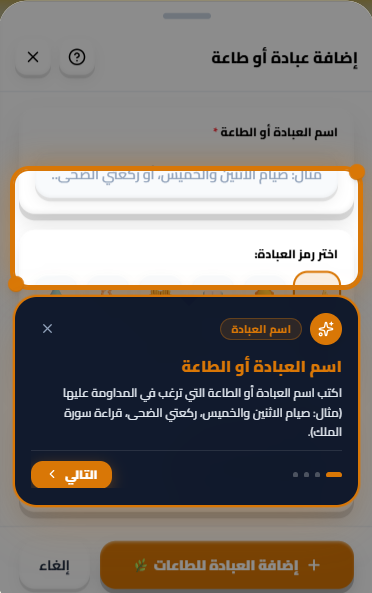 إضافة عبادة أو طاعة
اسم العبادة أو الطاعة *
مثال: صيام الاثنين والخميس، أو ركعتي الضحى..
اختر رمز العبادة:
اسم العبادة
اسم العبادة أو الطاعة
اكتب اسم العبادة أو الطاعة التي ترغب في المداومة عليها
(مثال: صيام الاثنين والخميس، ركعتي الضحى، قراءة سورة
الملك).
التالي
+ إضافة العبادة للطاعات 🌿
إلغاء